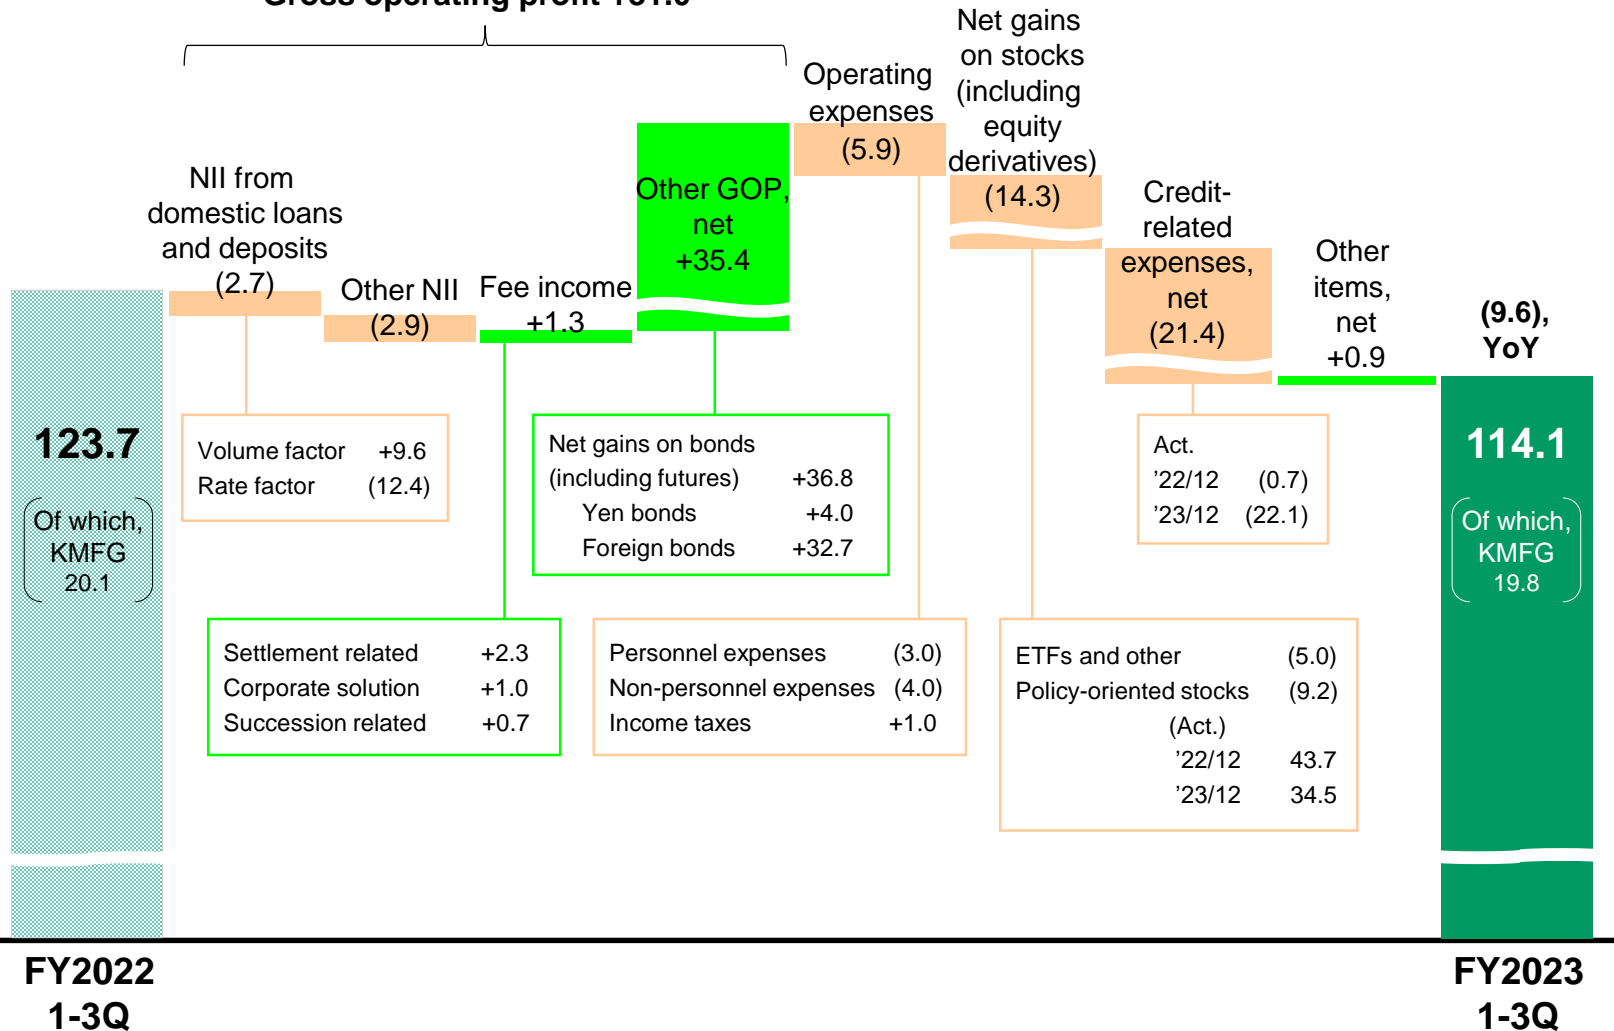 Gross operating profit
NII from
domestic loans
and deposits
(2.7)
Other NII
(2.9)
Fee income
+1.3
Other GOP,
net
+35.4
Operating
expenses
(5.9)
Net gains
on stocks
(including
equity
derivatives)
(14.3)
Credit-
related
expenses,
net
(21.4)
Other
items,
net
+0.9
(9.6),
YoY
123.7
Of which,
KMFG
20.1
Volume factor +9.6
Rate factor (12.4)
Net gains on bonds
(including futures) +36.8
Yen bonds +4.0
Foreign bonds +32.7
Act.
’22/12 (0.7)
’23/12 (22.1)
114.1
Of which,
KMFG
19.8
Settlement related +2.3
Corporate solution +1.0
Succession related +0.7
Personnel expenses (3.0)
Non-personnel expenses (4.0)
Income taxes +1.0
ETFs and other (5.0)
Policy-oriented stocks (9.2)
(Act.)
’22/12 43.7
’23/12 34.5
FY2022
1-3Q
FY2023
1-3Q